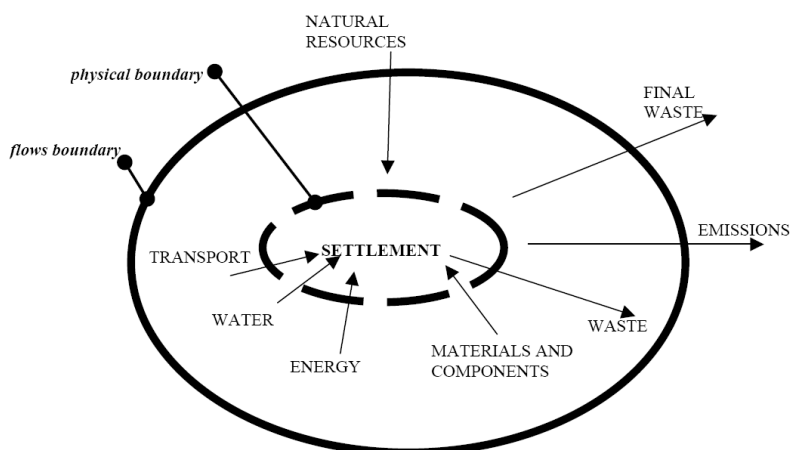 NATURAL
RESOURCES
physical boundary
FINAL
WASTE
flows boundary
EMISSIONS
SETTLEMENT
TRANSPORT
WATER
WASTE
ENERGY
MATERIALS AND
COMPONENTS